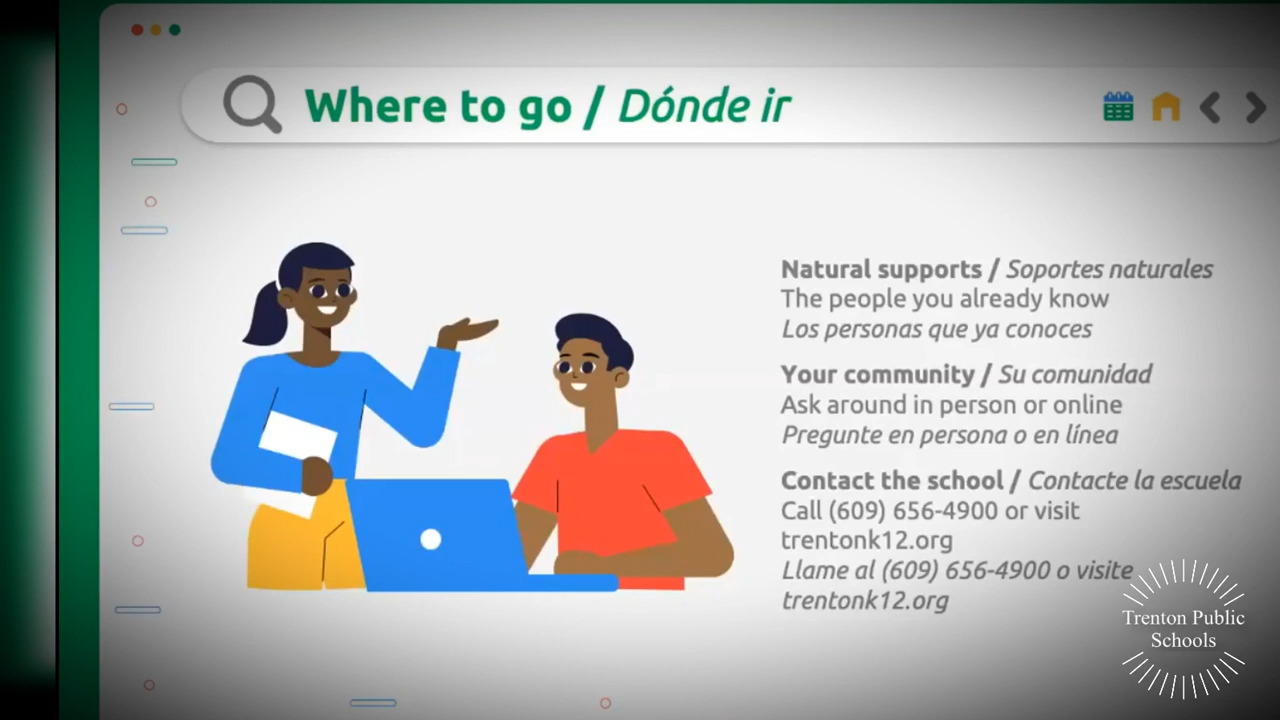 Where to go / Dónde ir
Natural supports / Soportes naturales
The people you already know
Los personas que ya conoces
Your community / Su comunidad
Ask around in person or online
Pregunte en persona o en línea
Contact the school / Contacte la escuela
Call (609) 656-4900 or visit
trentonk12.org
Llame al (609) 656-4900 o visite
trentonk12.org
Trenton Public
Schools